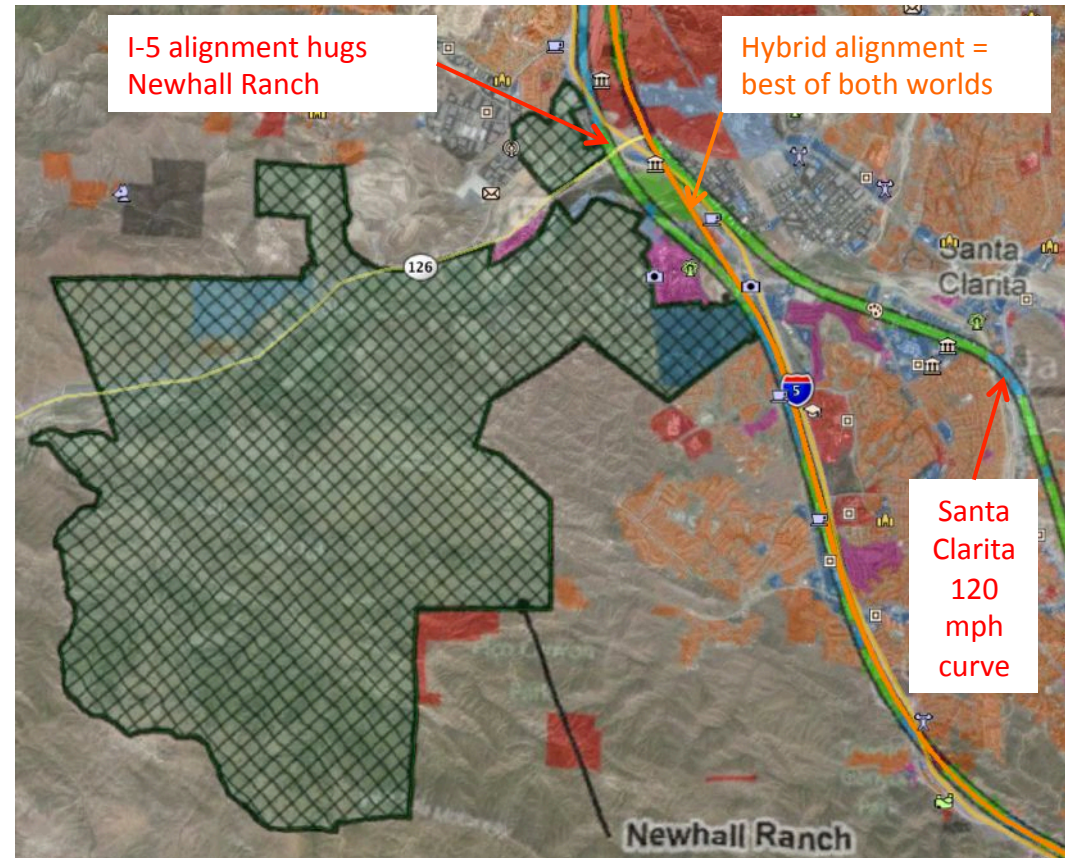 I-5 alignment hugs
Newhall Ranch
Hybrid alignment =
best of both worlds
126
Santa
Clarita
5
Santa
Clarita
120
mph
curve
Newhall Ranch